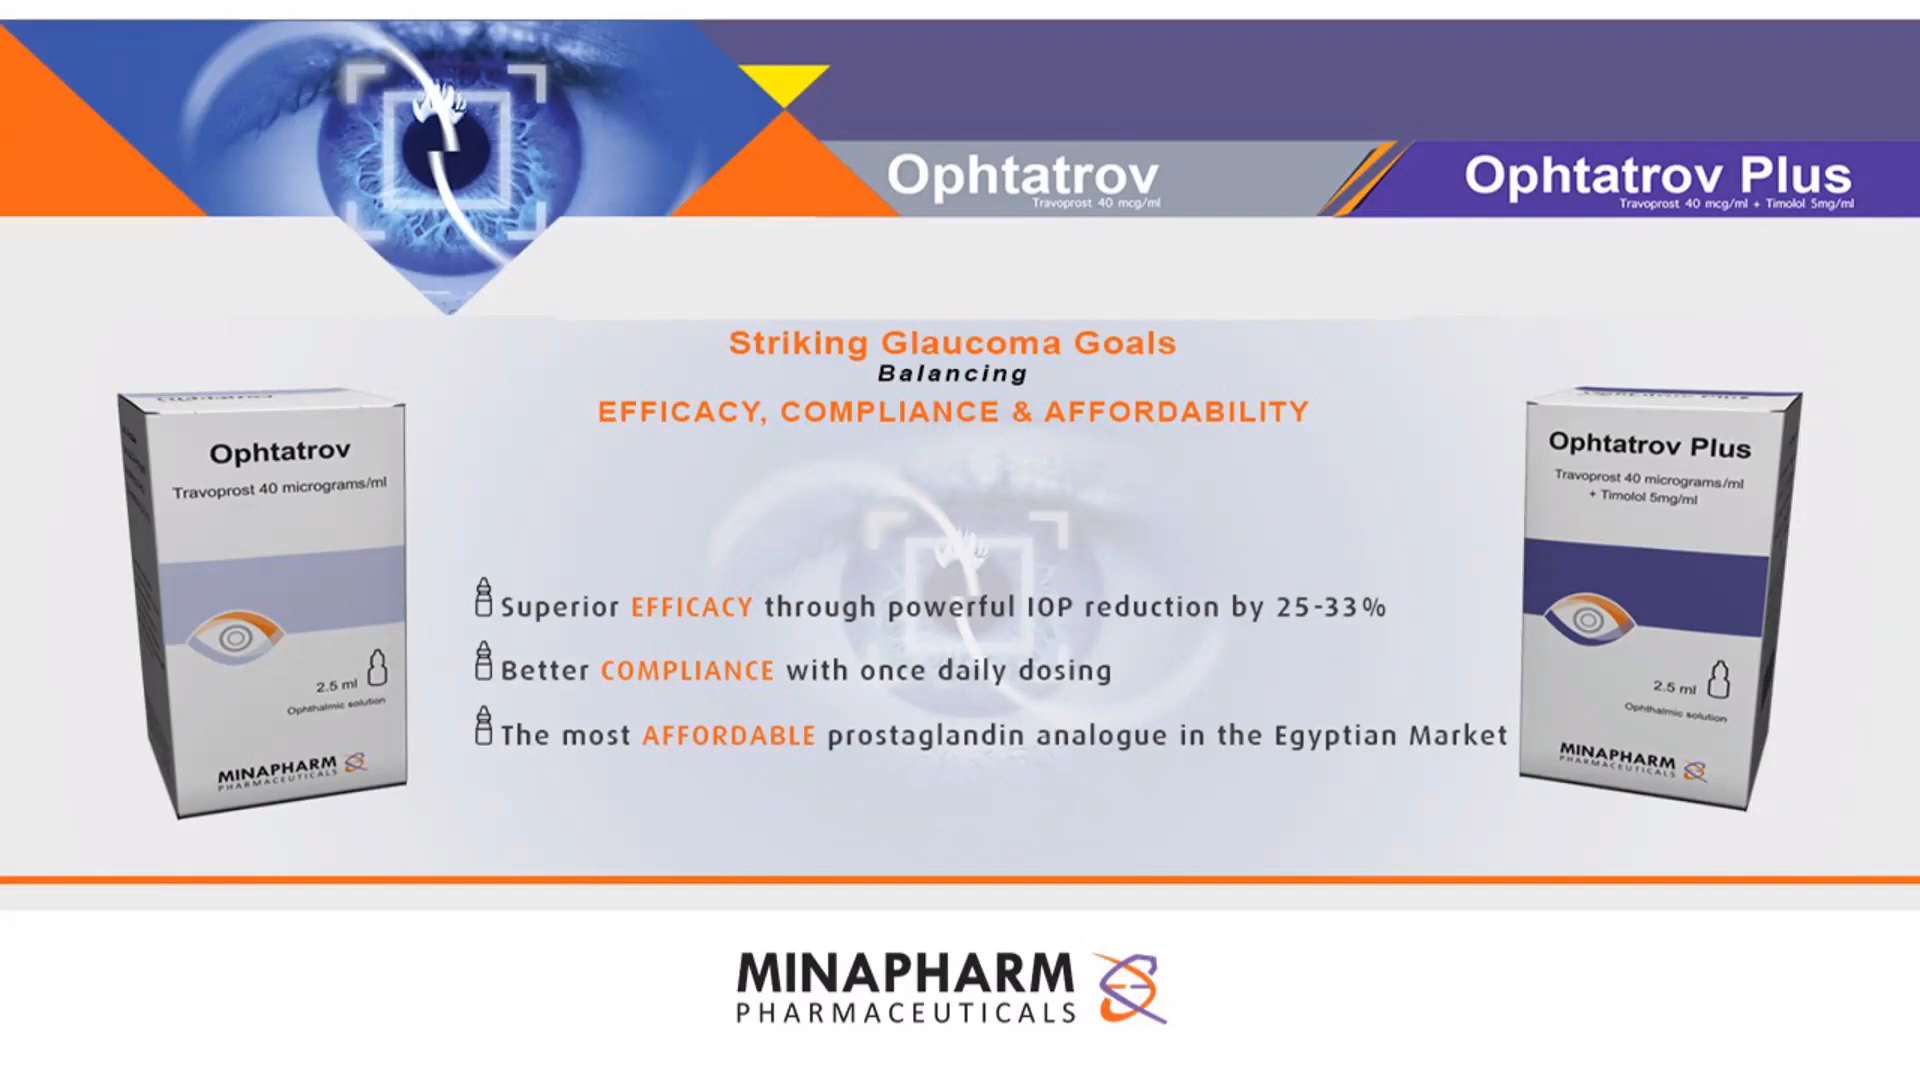 Ophtatrov
Travoprost 40 mcg/ml
Ophtatrov Plus
Travoprost 40 mcg/ml + Timolol 5mg/ml
Striking Glaucoma Goals
Balancing
EFFICACY, COMPLIANCE & AFFORDABILITY
Ophtatrov
Travoprost 40 micrograms/ml
2.5 ml
Ophthalmic solution
MINAPHARM
PHARMACEUTICALS
Superior EFFICACY through powerful IOP reduction by 25-33%
Better COMPLIANCE with once daily dosing
The most AFFORDABLE prostaglandin analogue in the Egyptian Market
Ophtatrov Plus
Ophtatrov Plus
Travoprost 40 micrograms/ml
+ Timolol 5mg/ml
2.5 ml
Ophthalmic solution
MINAPHARM
PHARMACEUTICALS
MINAPHARM
PHARMACEUTICALS